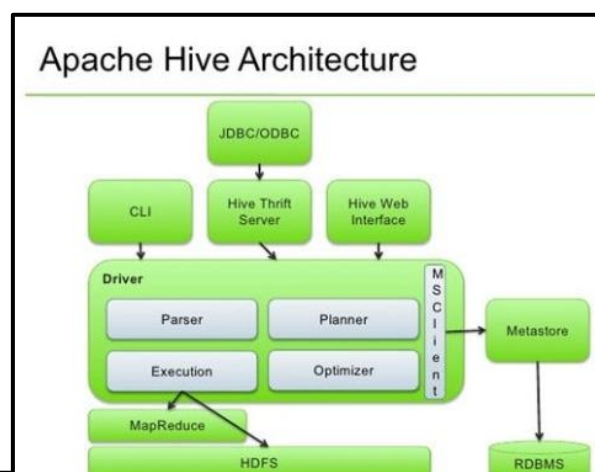 Apache Hive Architecture
JDBC/ODBC
CLI
Hive Thrift
Server
Hive Web
Interface
Driver
Parser
Planner
Execution
Optimizer
MSClient
Metastore
MapReduce
HDFS
RDBMS